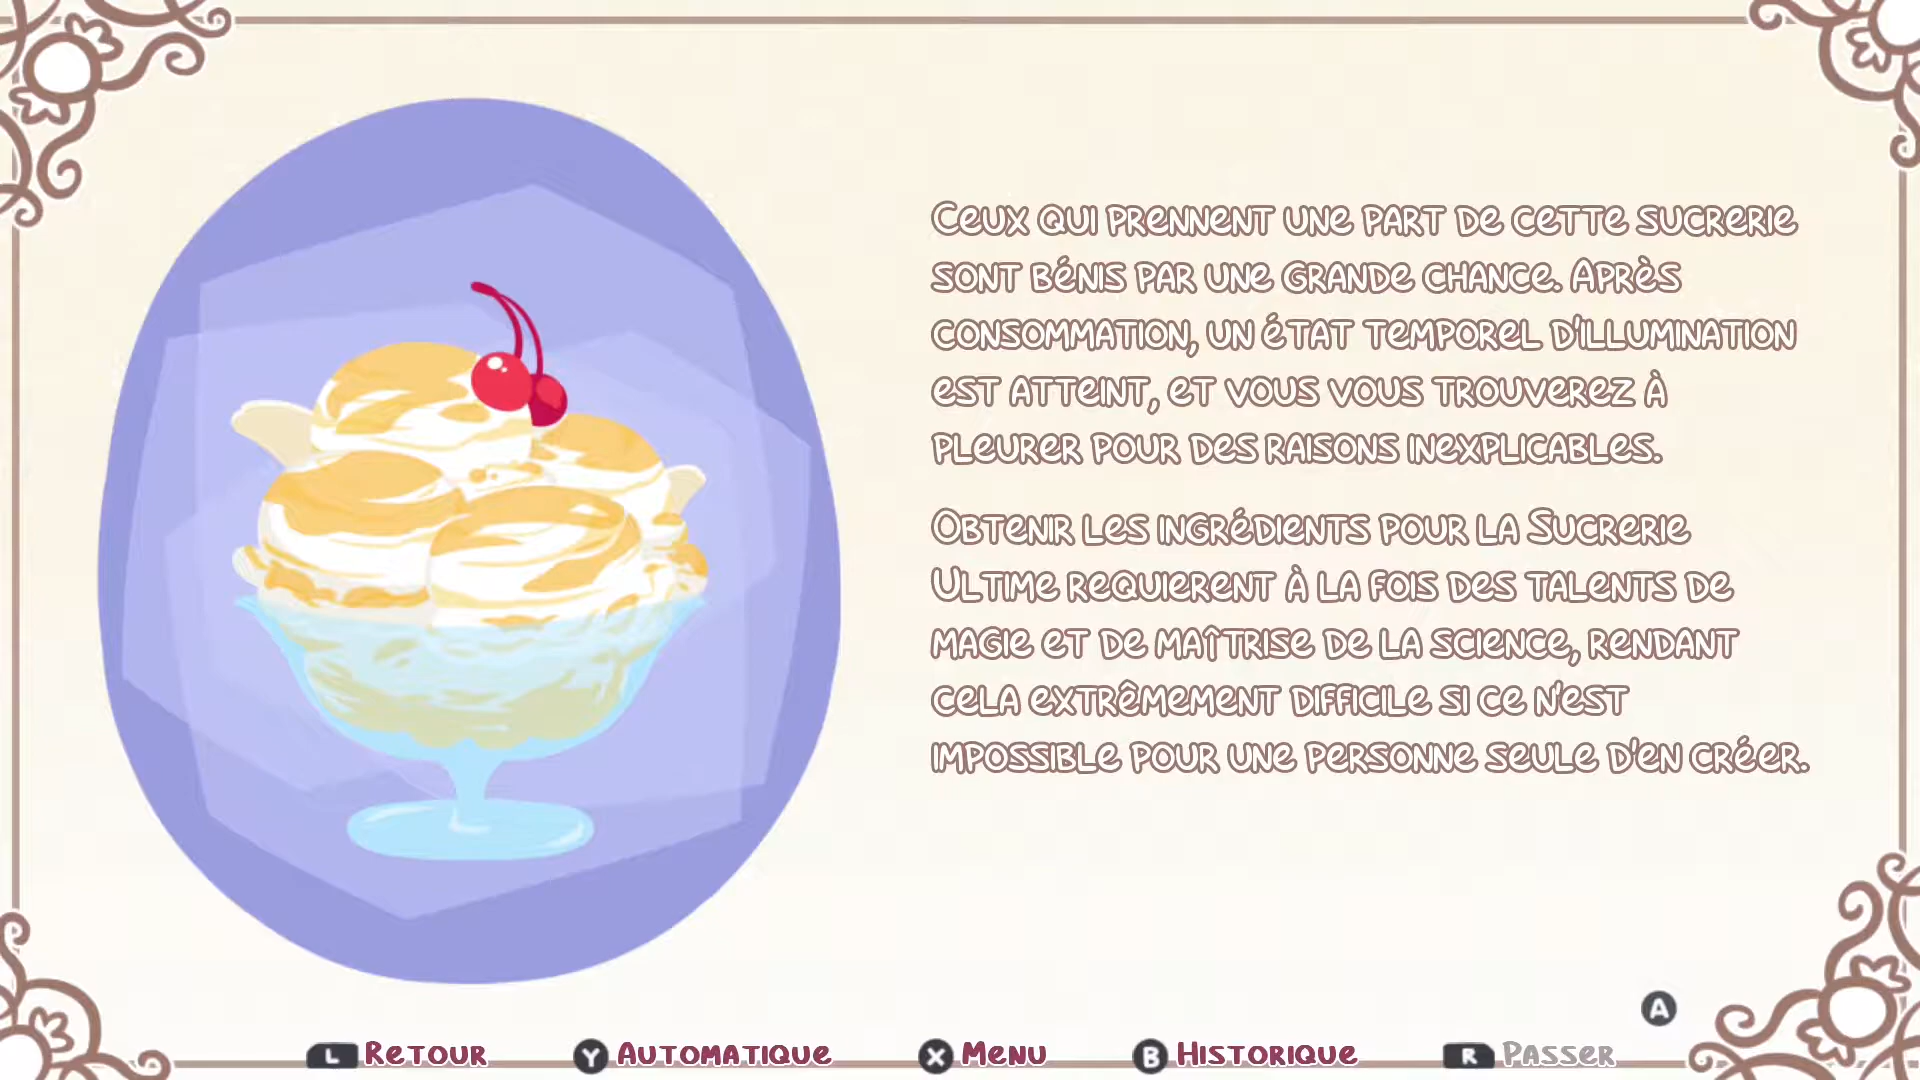 Ceux qui prennent une part de cette sucrerie
sont bénis par une grande chance. Après
consommation, un état temporel d'illumination
est atteint, et vous vous trouverez à
pleurer pour des raisons inexplicables.
Obtenir les ingrédients pour la Sucrerie
Ultime requierent à la fois des talents de
magie et de maîtrise de la science, rendant
cela extrêmement difficile si ce n'est
impossible pour une personne seule d'en créer.
A
L Retour Y Automatique X Menu B Historique R Passer